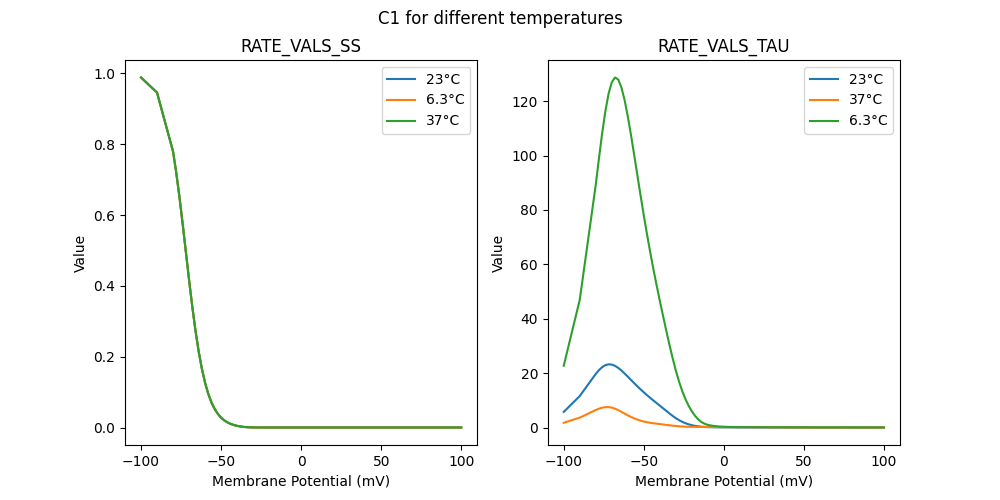 C1 for different temperatures
RATE_VALS_SS
1.0
0.8
0.6
0.4
0.2
0.0
Value
−100
−50
0
50
100
Membrane Potential (mV)
23°C
6.3°C
37°C
RATE_VALS_TAU
120
100
80
60
40
20
0
Value
−100
−50
0
50
100
Membrane Potential (mV)
23°C
37°C
6.3°C